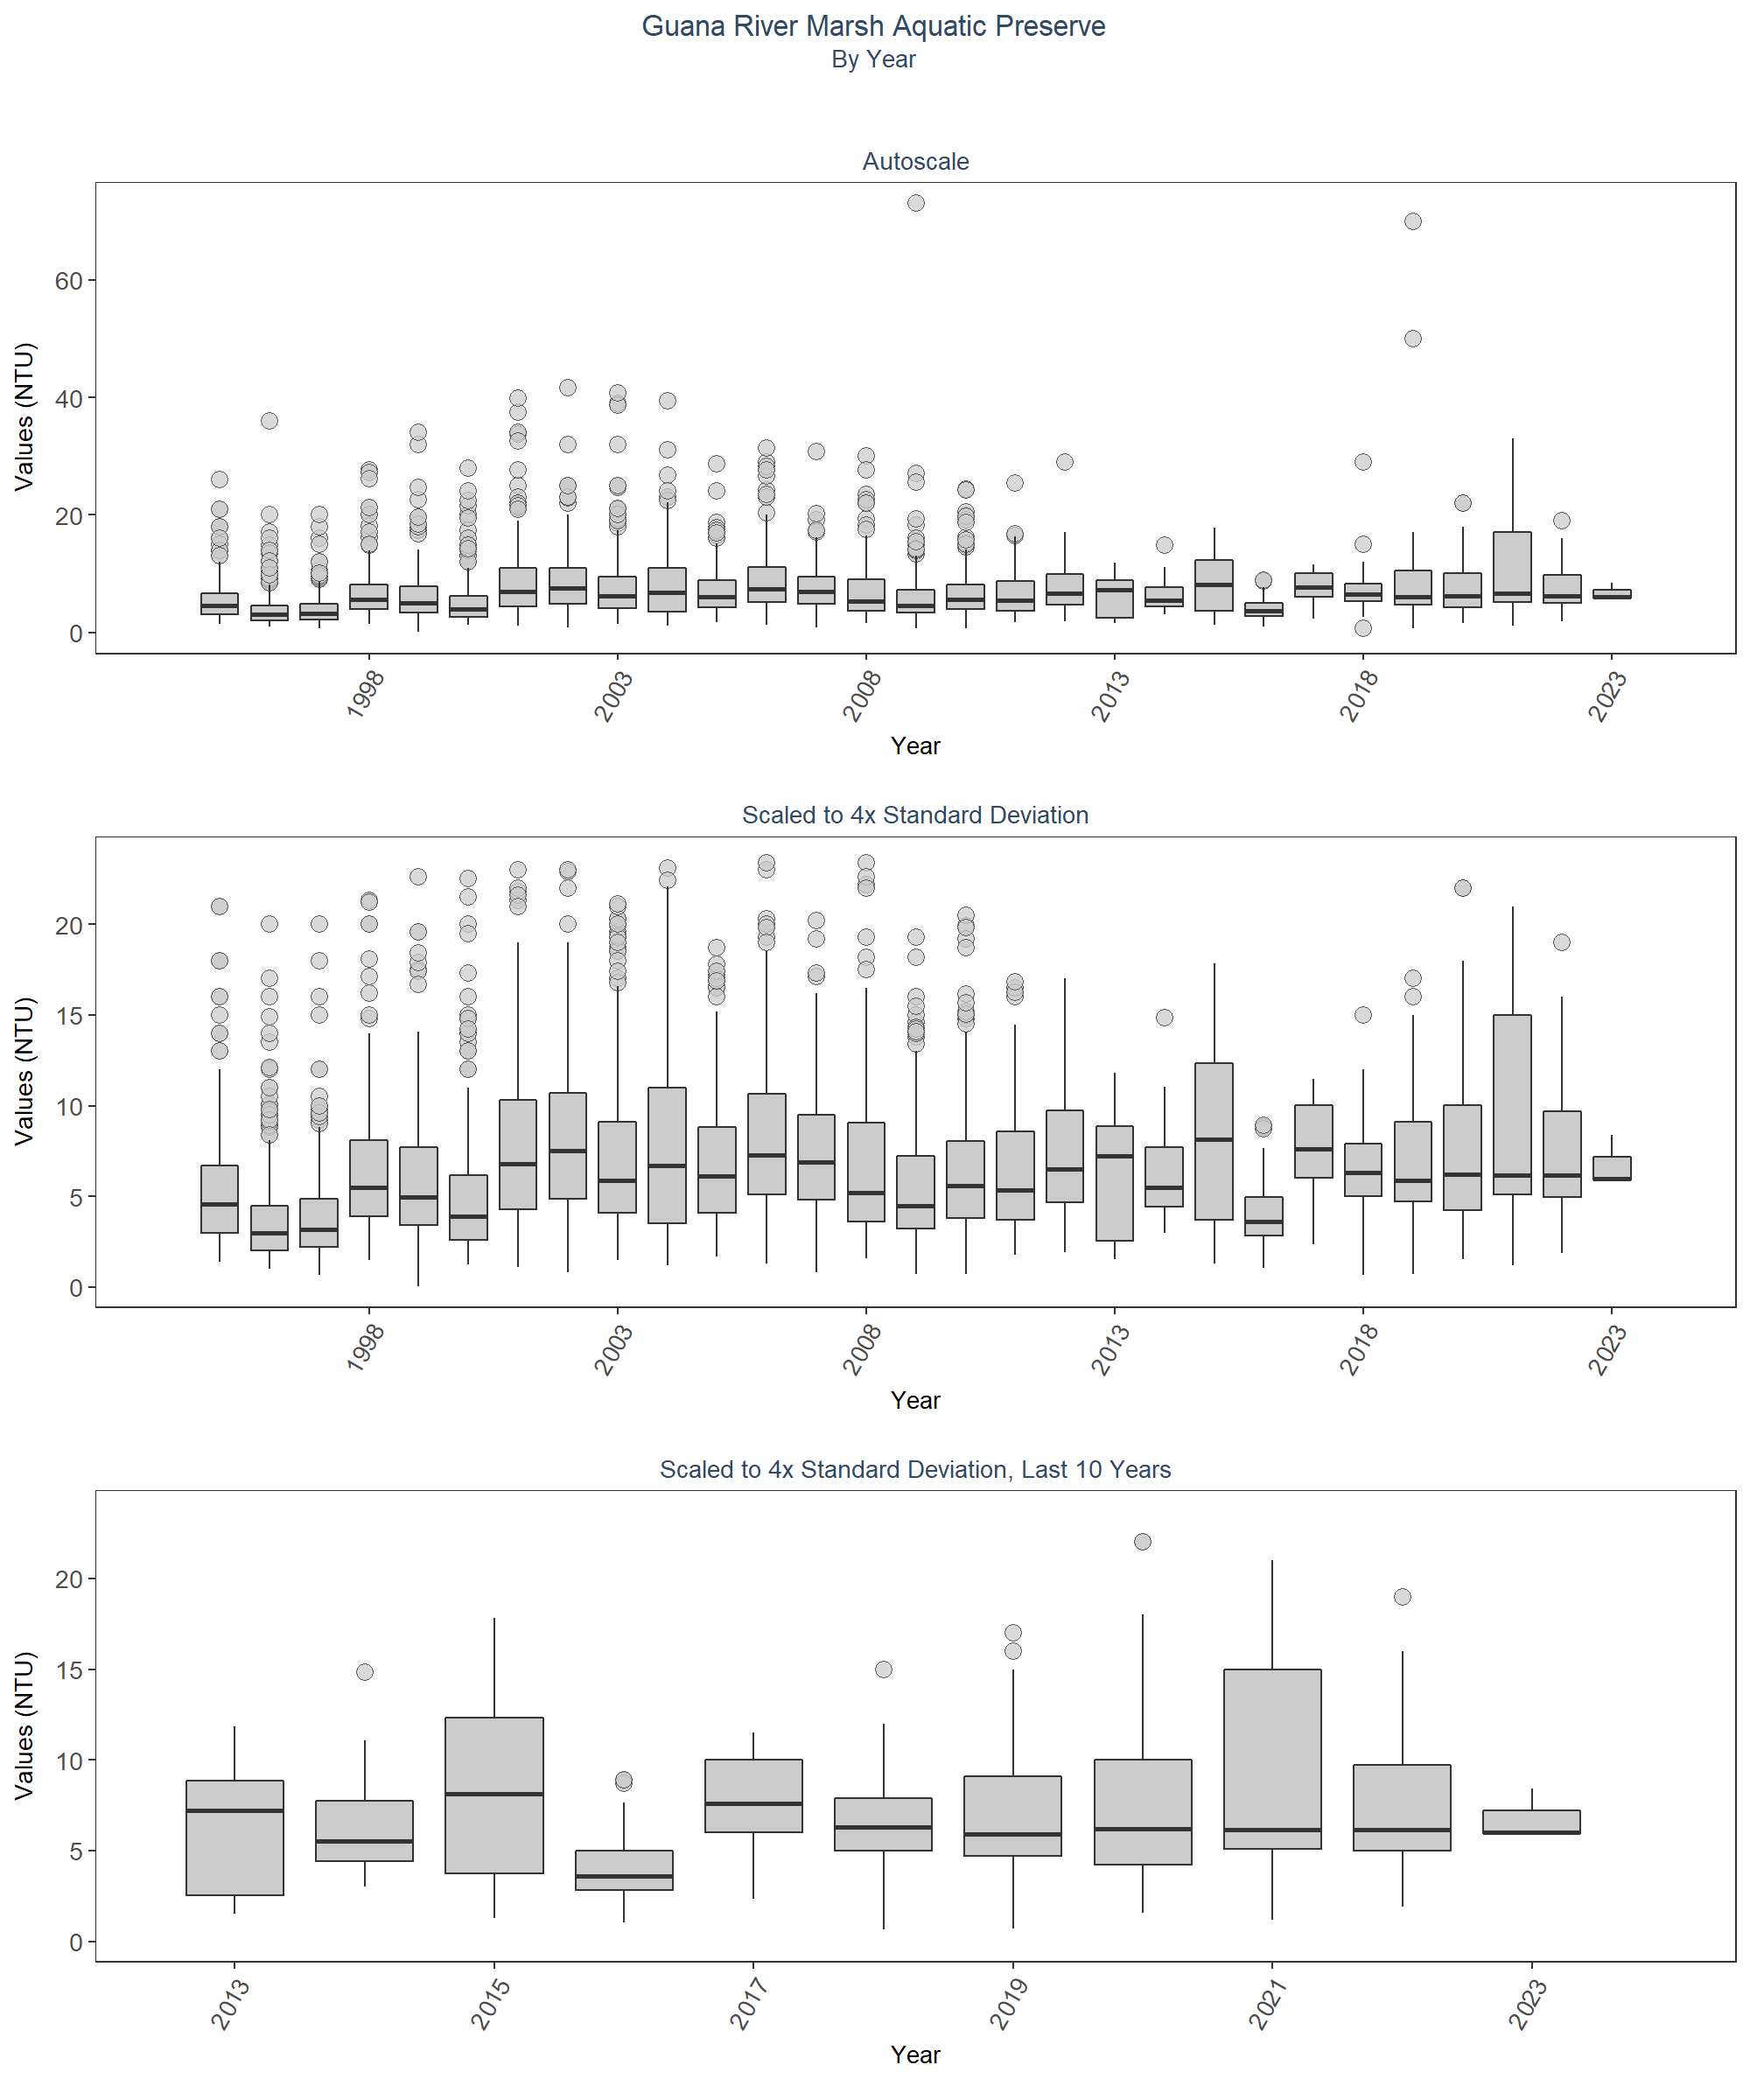 Guana River Marsh Aquatic Preserve
By Year
Autoscale
Values (NTU)
60
40
20
0
1998 2003 2008 2013 2018 2023
Year
Scaled to 4x Standard Deviation
Values (NTU)
20
15
10
5
0
1998 2003 2008 2013 2018 2023
Year
Scaled to 4x Standard Deviation, Last 10 Years
Values (NTU)
20
15
10
5
0
2013 2015 2017 2019 2021 2023
Year